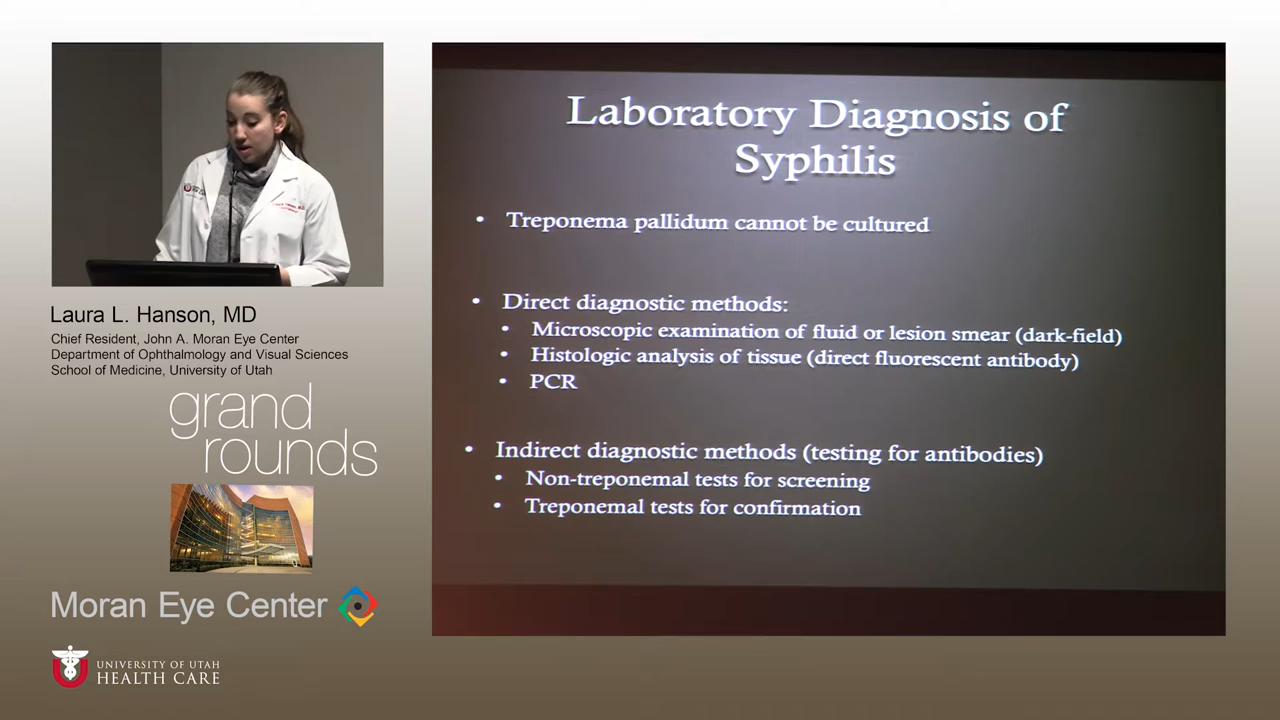 Laboratory Diagnosis of
Syphilis
• Treponema pallidum cannot be cultured
• Direct diagnostic methods:
• Microscopic examination of fluid or lesion smear (dark-field)
• Histologic analysis of tissue (direct fluorescent antibody)
• PCR
• Indirect diagnostic methods (testing for antibodies)
• Non-treponemal tests for screening
• Treponemal tests for confirmation
Laura L. Hanson, MD
Chief Resident, John A. Moran Eye Center
Department of Ophthalmology and Visual Sciences
School of Medicine, University of Utah
grand
rounds
Moran Eye Center
UNIVERSITY OF UTAH
HEALTH CARE